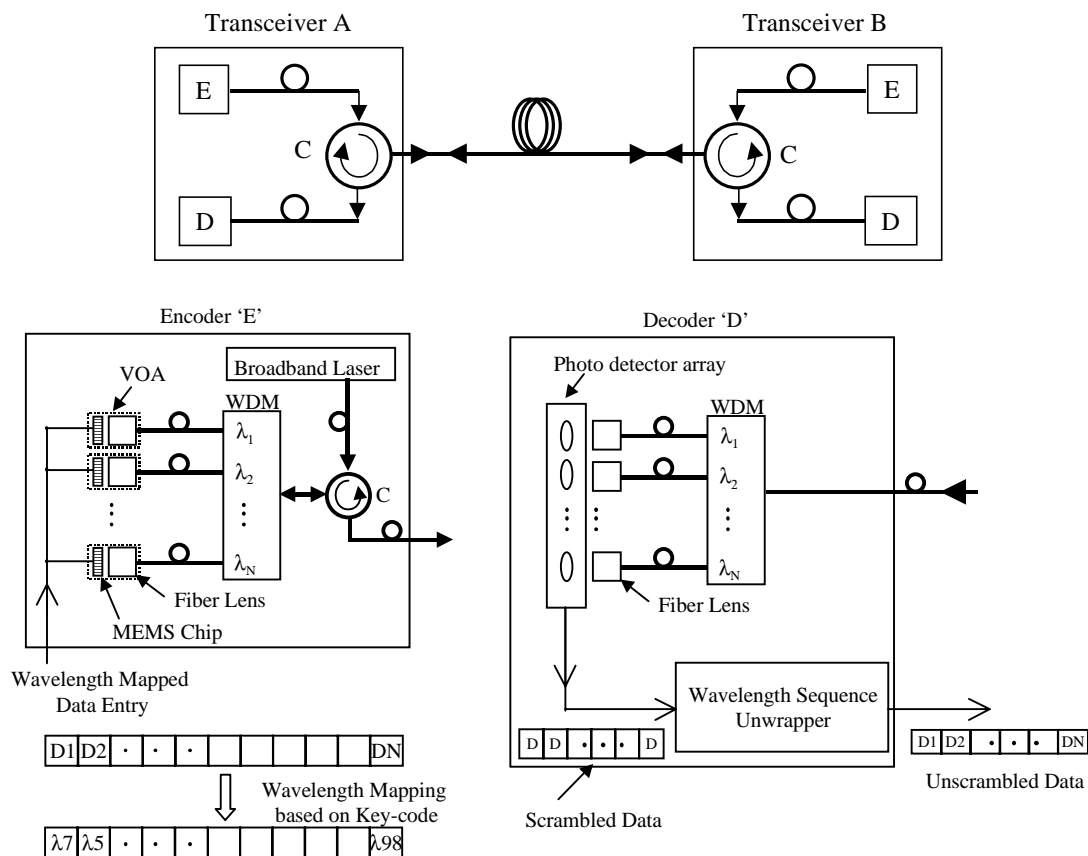 Transceiver A
Transceiver B
E
E
C
C
D
D
Encoder ‘E’
Decoder ‘D’
Broadband Laser
VOA
WDM
λ1
λ2
λN
C
Fiber Lens
MEMS Chip
Wavelength Mapped
Data Entry
D1 D2 · · · DN
Wavelength Mapping
based on Key-code
λ7 λ5 · · · λ98
Photo detector array
WDM
λ1
λ2
λN
Fiber Lens
Wavelength Sequence
Unwrapper
D D · · · D
Scrambled Data
D1 D2 · · · DN
Unscrambled Data